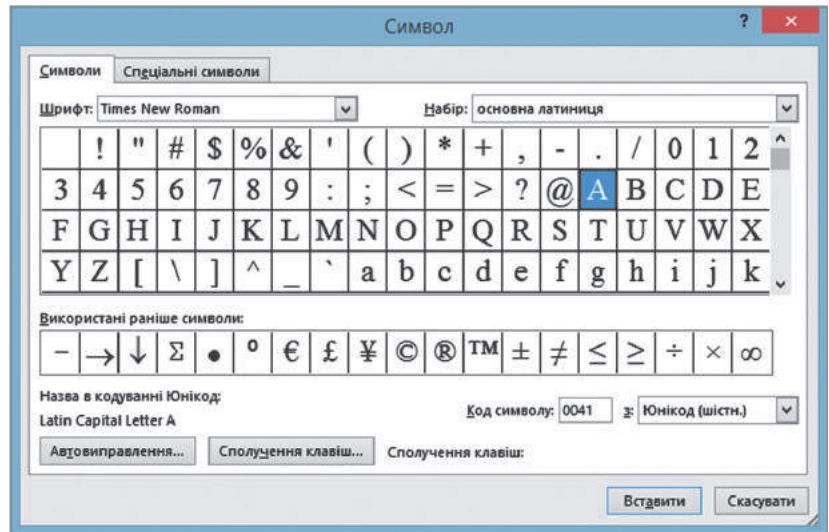 Символ
?
×
Символи Спеціальні символи
Шрифт: Times New Roman Набір: основна латиниця
! " # $ % & ' ( ) * + , - . / 0 1 2
3 4 5 6 7 8 9 : ; < = > ? @ A B C D E
F G H I J K L M N O P Q R S T U V W X
Y Z [ \ ] ^ _ ` a b c d e f g h i j k
Використані раніше символи:
– → ↓ Σ ● º € £ ¥ © ® ™ ± ≠ ≤ ≥ ÷ × ∞
Назва в кодуванні Юнікод:
Latin Capital Letter A
Код символу: 0041 з: Юнікод (шістн.)
Автовиправлення... Сполучення клавіш... Сполучення клавіш:
Вставити Скасувати